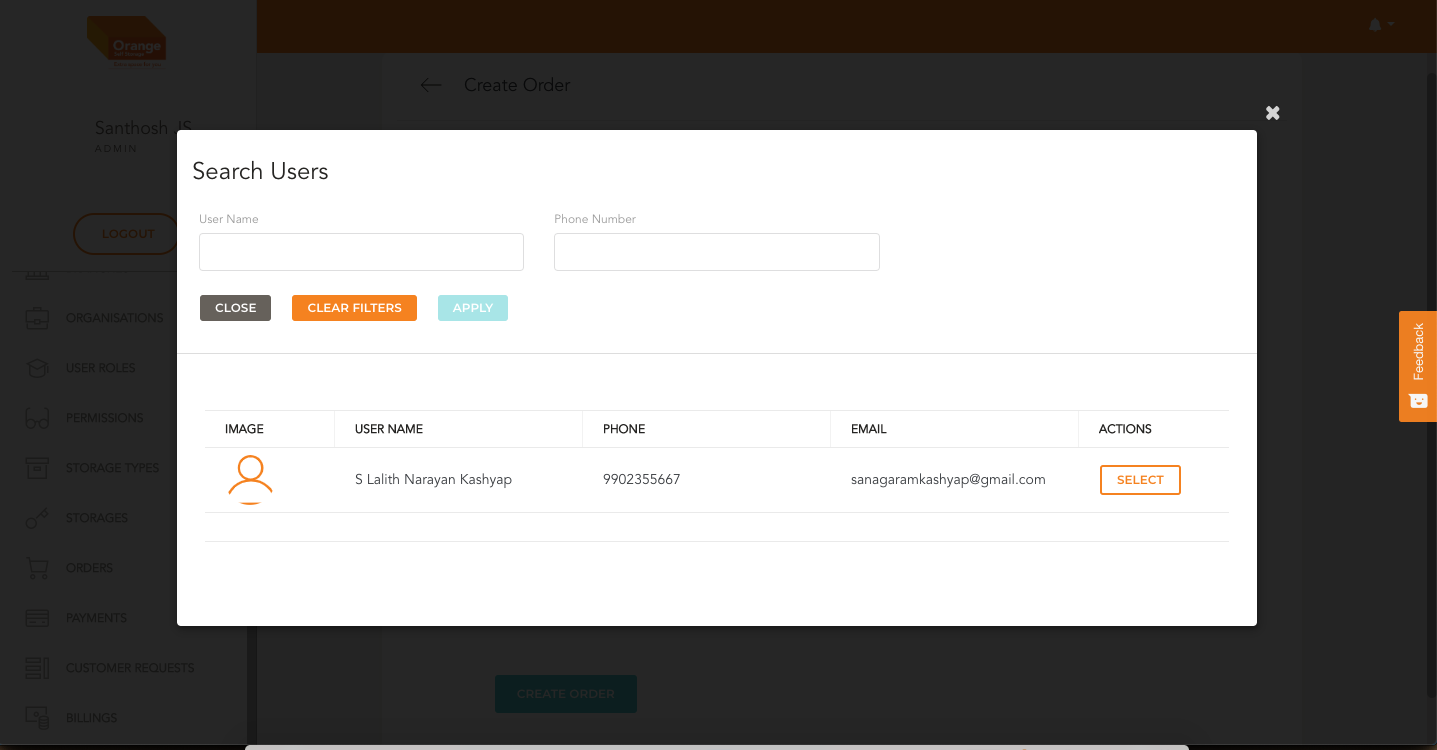 Orange
Create Order
Santhosh JS
ADMIN
Search Users
User Name
Phone Number
LOGOUT
CLOSE
CLEAR FILTERS
APPLY
ORGANISATIONS
USER ROLES
PERMISSIONS
STORAGE TYPES
STORAGES
ORDERS
PAYMENTS
CUSTOMER REQUESTS
BILLINGS
Feedback
IMAGE USER NAME PHONE EMAIL ACTIONS
S Lalith Narayan Kashyap 9902355667 sanagaramkashyap@gmail.com SELECT
CREATE ORDER